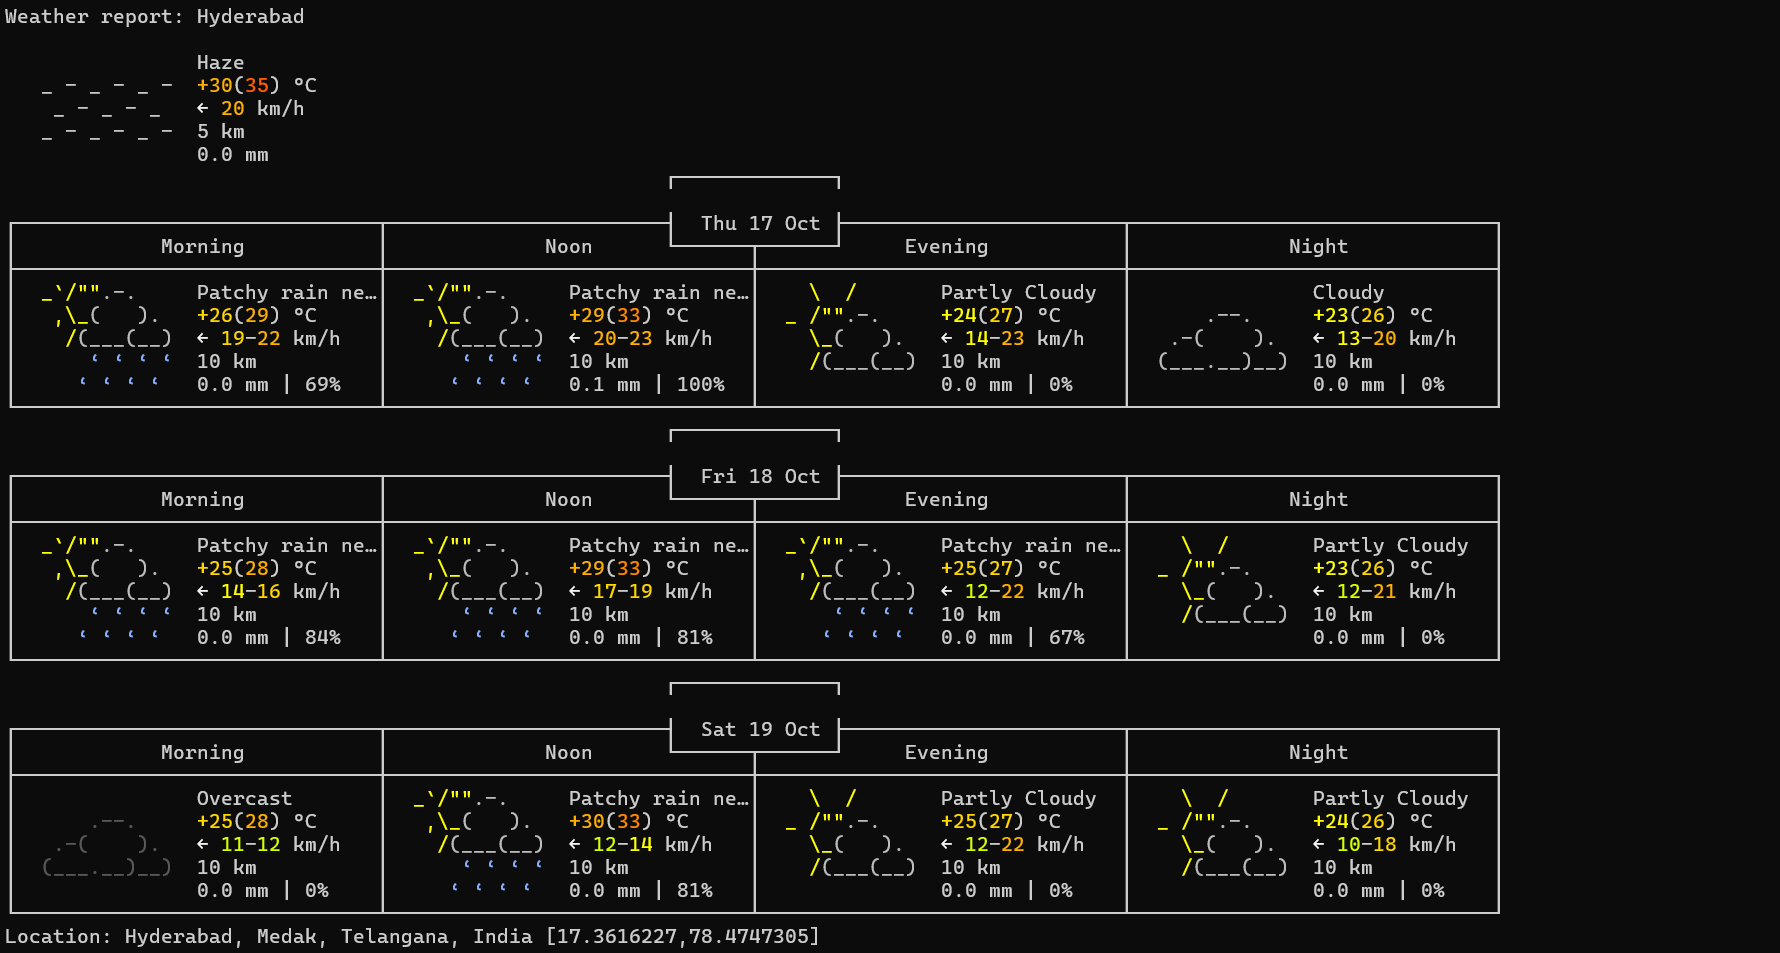 Weather report: Hyderabad
Haze
+30(35) °C
← 20 km/h
5 km
0.0 mm
Thu 17 Oct
Morning Noon Evening Night
Patchy rain ne… Patchy rain ne… Partly Cloudy Cloudy
+26(29) °C +29(33) °C +24(27) °C +23(26) °C
← 19-22 km/h ← 20-23 km/h ← 14-23 km/h ← 13-20 km/h
10 km 10 km 10 km 10 km
0.0 mm | 69% 0.1 mm | 100% 0.0 mm | 0% 0.0 mm | 0%
Fri 18 Oct
Morning Noon Evening Night
Patchy rain ne… Patchy rain ne… Patchy rain ne… Partly Cloudy
+25(28) °C +29(33) °C +25(27) °C +23(26) °C
← 14-16 km/h ← 17-19 km/h ← 12-22 km/h ← 12-21 km/h
10 km 10 km 10 km 10 km
0.0 mm | 84% 0.0 mm | 81% 0.0 mm | 67% 0.0 mm | 0%
Sat 19 Oct
Morning Noon Evening Night
Overcast Patchy rain ne… Partly Cloudy Partly Cloudy
+25(28) °C +30(33) °C +25(27) °C +24(26) °C
← 11-12 km/h ← 12-14 km/h ← 12-22 km/h ← 10-18 km/h
10 km 10 km 10 km 10 km
0.0 mm | 0% 0.0 mm | 81% 0.0 mm | 0% 0.0 mm | 0%
Location: Hyderabad, Medak, Telangana, India [17.3616227,78.4747305]